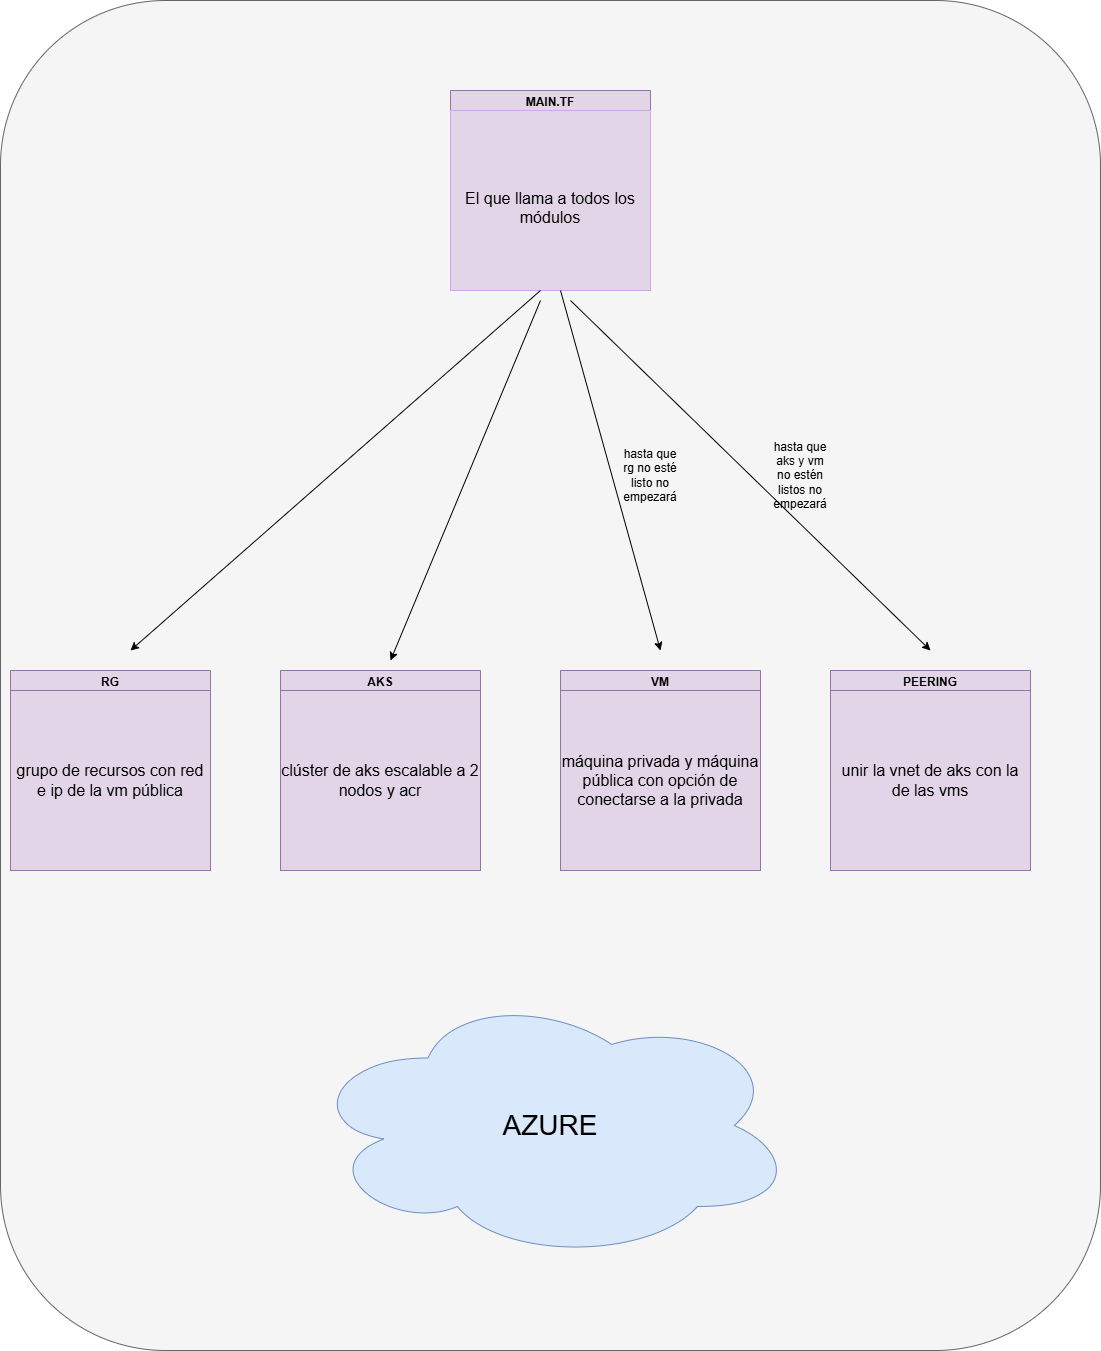 MAIN.TF
El que llama a todos los
módulos
hasta que
rg no esté
listo no
empezará
hasta que
aks y vm
no estén
listos no
empezará
RG
grupo de recursos con red
e ip de la vm pública
AKS
clúster de aks escalable a 2
nodos y acr
VM
máquina privada y máquina
pública con opción de
conectarse a la privada
PEERING
unir la vnet de aks con la
de las vms
AZURE